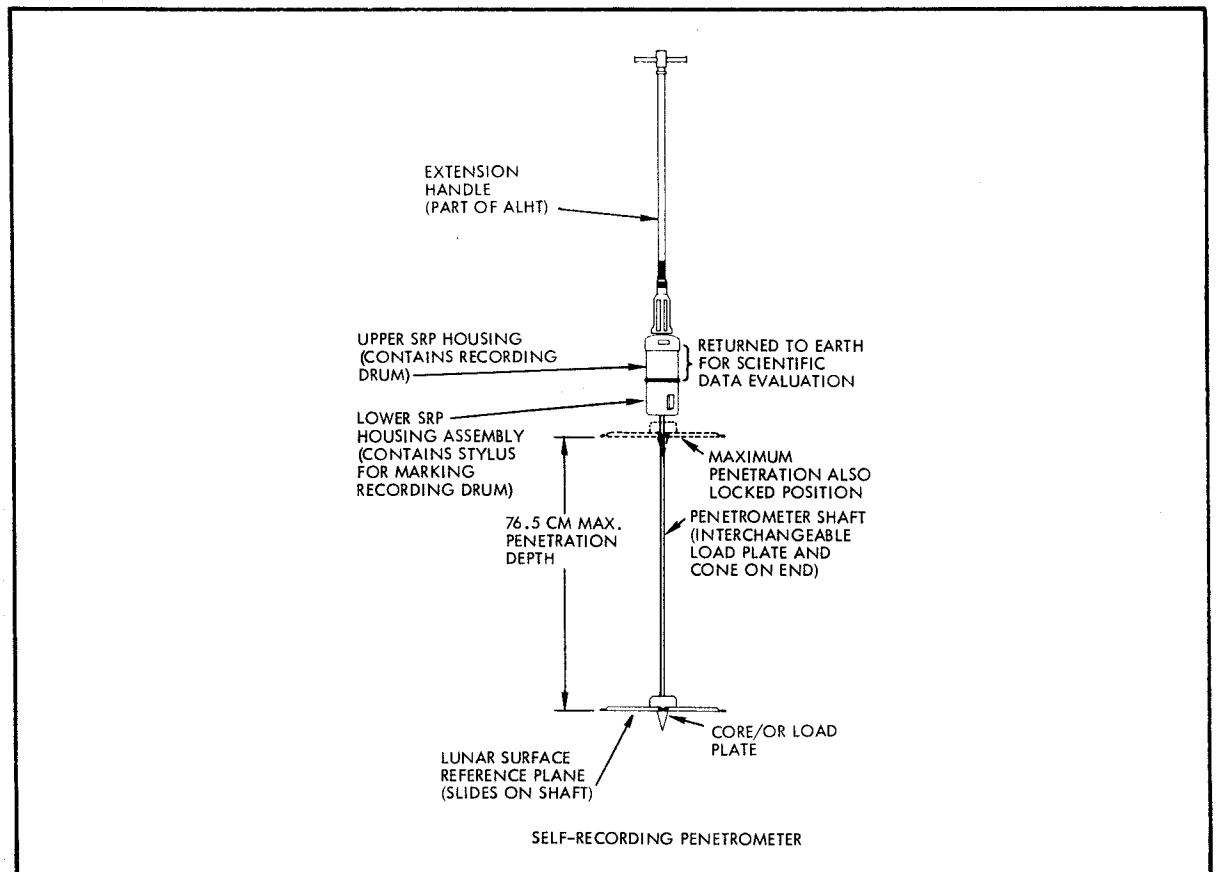 EXTENSION
HANDLE
(PART OF ALHT)
UPPER SRP HOUSING
(CONTAINS RECORDING
DRUM)
RETURNED TO EARTH
FOR SCIENTIFIC
DATA EVALUATION
LOWER SRP
HOUSING ASSEMBLY
(CONTAINS STYLUS
FOR MARKING
RECORDING DRUM)
MAXIMUM
PENETRATION ALSO
LOCKED POSITION
76.5 CM MAX.
PENETRATION
DEPTH
PENETROMETER SHAFT
(INTERCHANGEABLE
LOAD PLATE AND
CONE ON END)
CORE/OR LOAD
PLATE
LUNAR SURFACE
REFERENCE PLANE
(SLIDES ON SHAFT)
SELF-RECORDING PENETROMETER